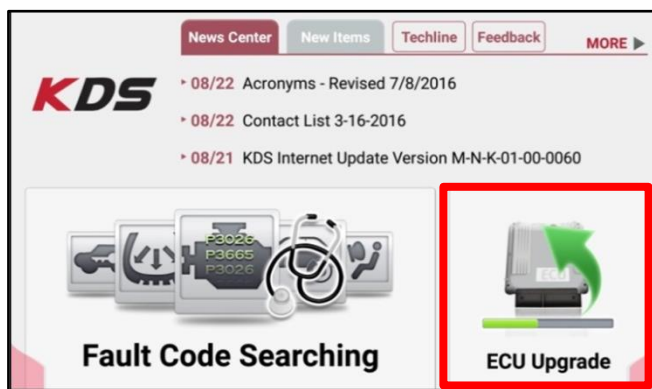 News Center New Items Techline Feedback MORE ▶
KDS
08/22 Acronyms - Revised 7/8/2016
08/22 Contact List 3-16-2016
08/21 KDS Internet Update Version M-N-K-01-00-0060
P3026
P3665
P3026
ECU
Fault Code Searching
ECU Upgrade